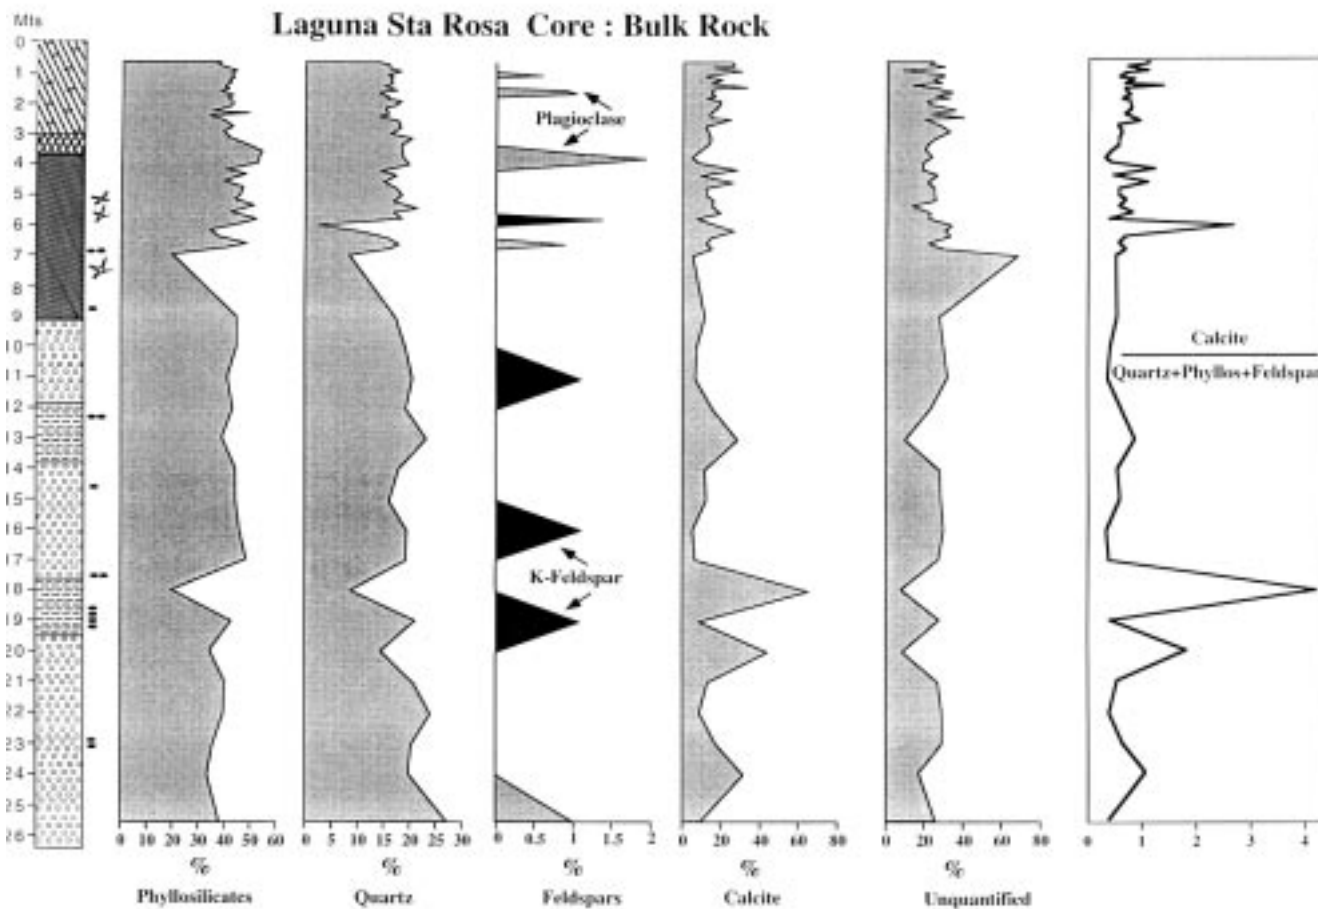 Laguna Sta Rosa Core : Bulk Rock
Mts
0
1
2
3
4
5
6
7
8
9
10
11
12
13
14
15
16
17
18
19
20
21
22
23
24
25
26
Plagioclase
K-Feldspar
Calcite
Quartz+Phyllos+Feldspar
0 10 20 30 40 50 60
0 5 10 15 20 25 30
0 0.5 1 1.5 2
0 20 40 60 80
0 20 40 60 80
0 1 2 3 4
% % % % %
Phyllosilicates Quartz Feldspars Calcite Unquantified